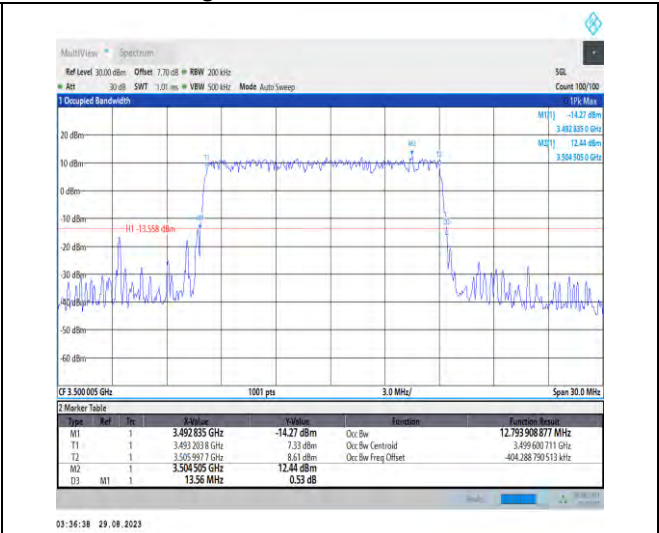 MultiView Spectrum
Ref Level 30.00 dBm Offset 7.70 dB RBW 200 kHz SGL
Att 30 dB SWT 1.01 ms VBW 500 kHz Mode Auto Sweep Count 100/100
1 Occupied Bandwidth 1Pk Max
M1[1] -14.27 dBm
3.492 835 0 GHz
M2[1] 12.44 dBm
3.504 505 0 GHz
20 dBm
M2
T1 T2
10 dBm
0 dBm
-10 dBm
M1 D3
H1 -13.558 dBm
-20 dBm
-30 dBm
-40 dBm
-50 dBm
-60 dBm
CF 3.500 005 GHz 1001 pts 3.0 MHz/ Span 30.0 MHz
2 Marker Table
Type Ref Trc X-Value Y-Value Function Function Result
M1 1 3.492 835 GHz -14.27 dBm Occ Bw 12.793 908 877 MHz
T1 1 3.493 203 8 GHz 7.33 dBm Occ Bw Centroid 3.499 600 711 GHz
T2 1 3.505 997 7 GHz 8.61 dBm Occ Bw Freq Offset -404.288 790 513 kHz
M2 1 3.504 505 GHz 12.44 dBm
D3 M1 1 13.56 MHz 0.53 dB
03:36:38 29.08.2023